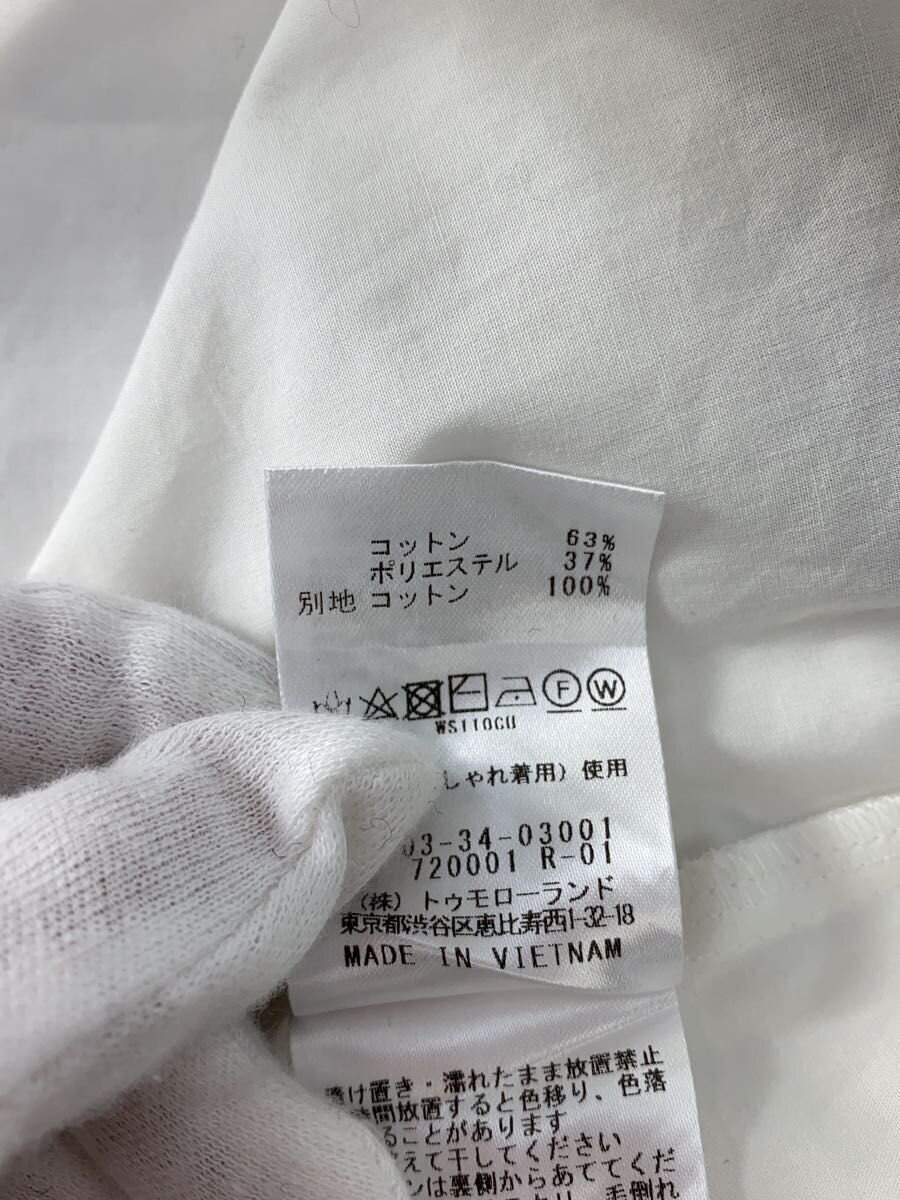 コットン 63%
ポリエステル 37%
別地 コットン 100%
F W
WS110CU
しゃれ着用) 使用
03-34-03001
720001 R-01
(株) トゥモローランド
東京都渋谷区恵比寿西1-32-18
MADE IN VIETNAM
け置き・濡れたまま放置禁止
時間放置すると色移り、色落
ることがあります
えて干してください
ンは裏側からあててくだ
毛倒れ